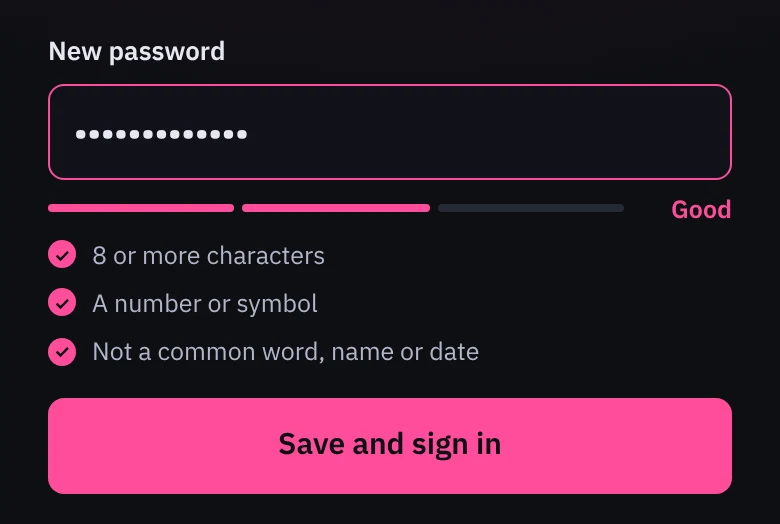 New password
•••••••••••••
Good
8 or more characters
A number or symbol
Not a common word, name or date
Save and sign in